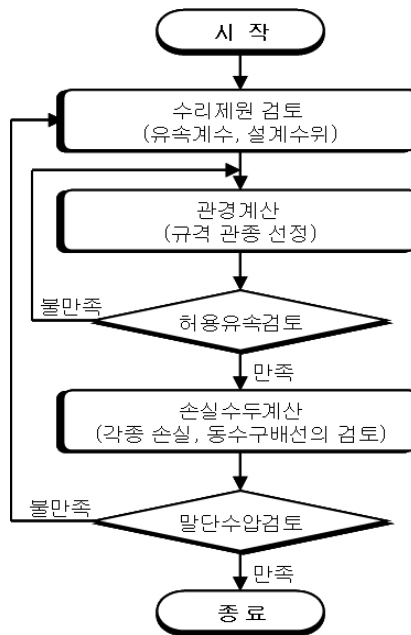 시 작
수리제원 검토
(유속계수, 설계수위)
관경계산
(규격 관종 선정)
불만족
허용유속검토
만족
손실수두계산
(각종 손실, 동수구배선의 검토)
불만족
말단수압검토
만족
종 료